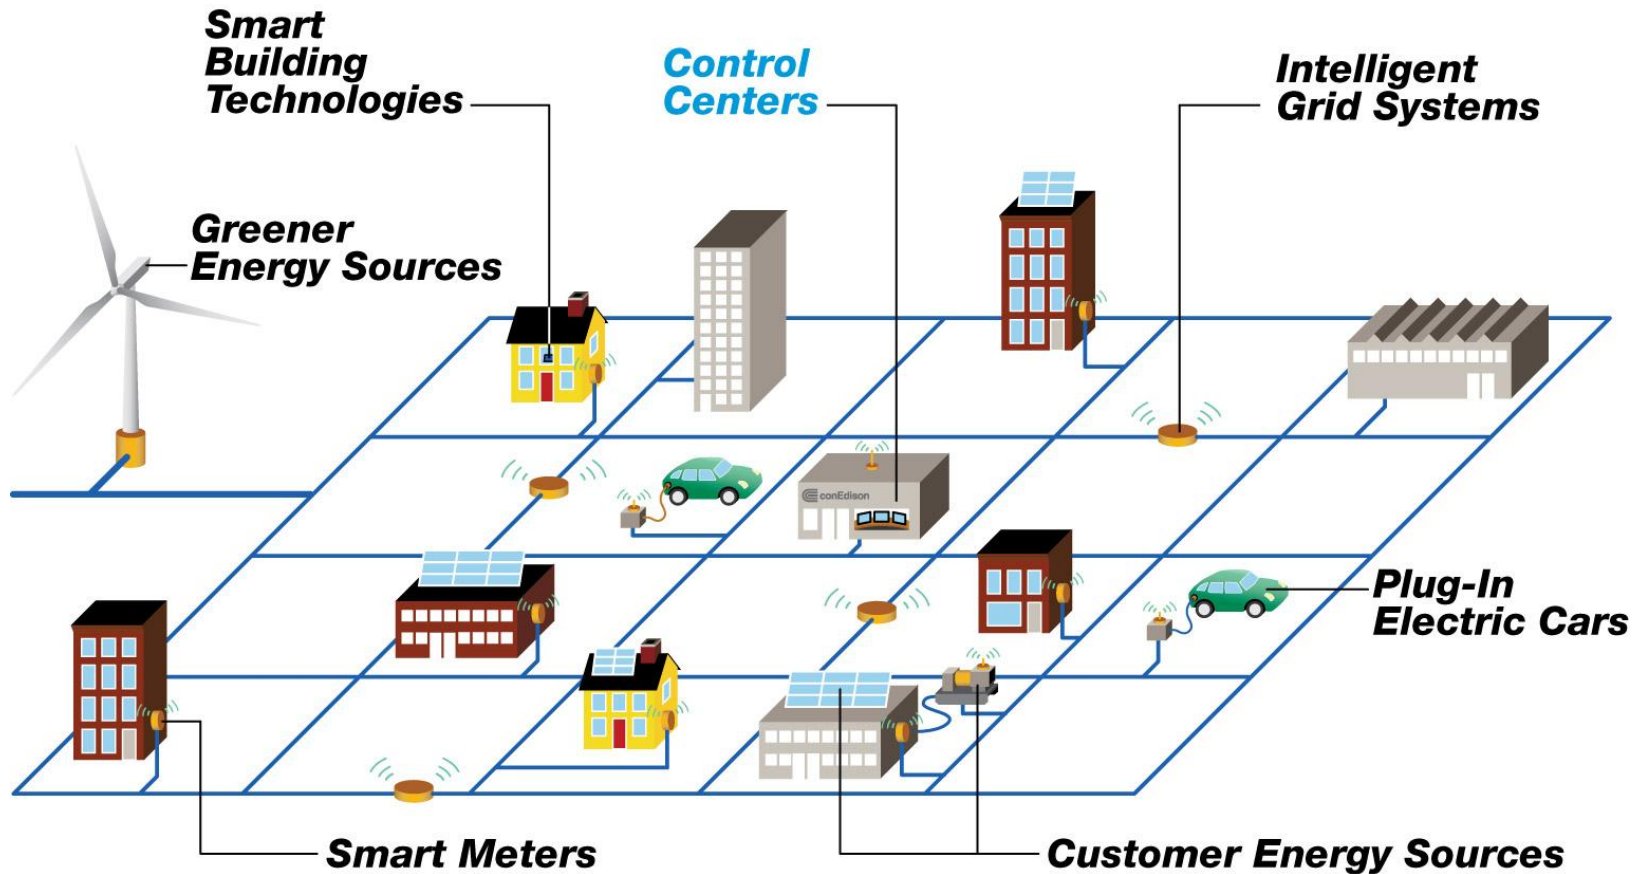 Smart
Building
Technologies
Control
Centers
Intelligent
Grid Systems
Greener
Energy Sources
conEdison
Plug-In
Electric Cars
Smart Meters
Customer Energy Sources